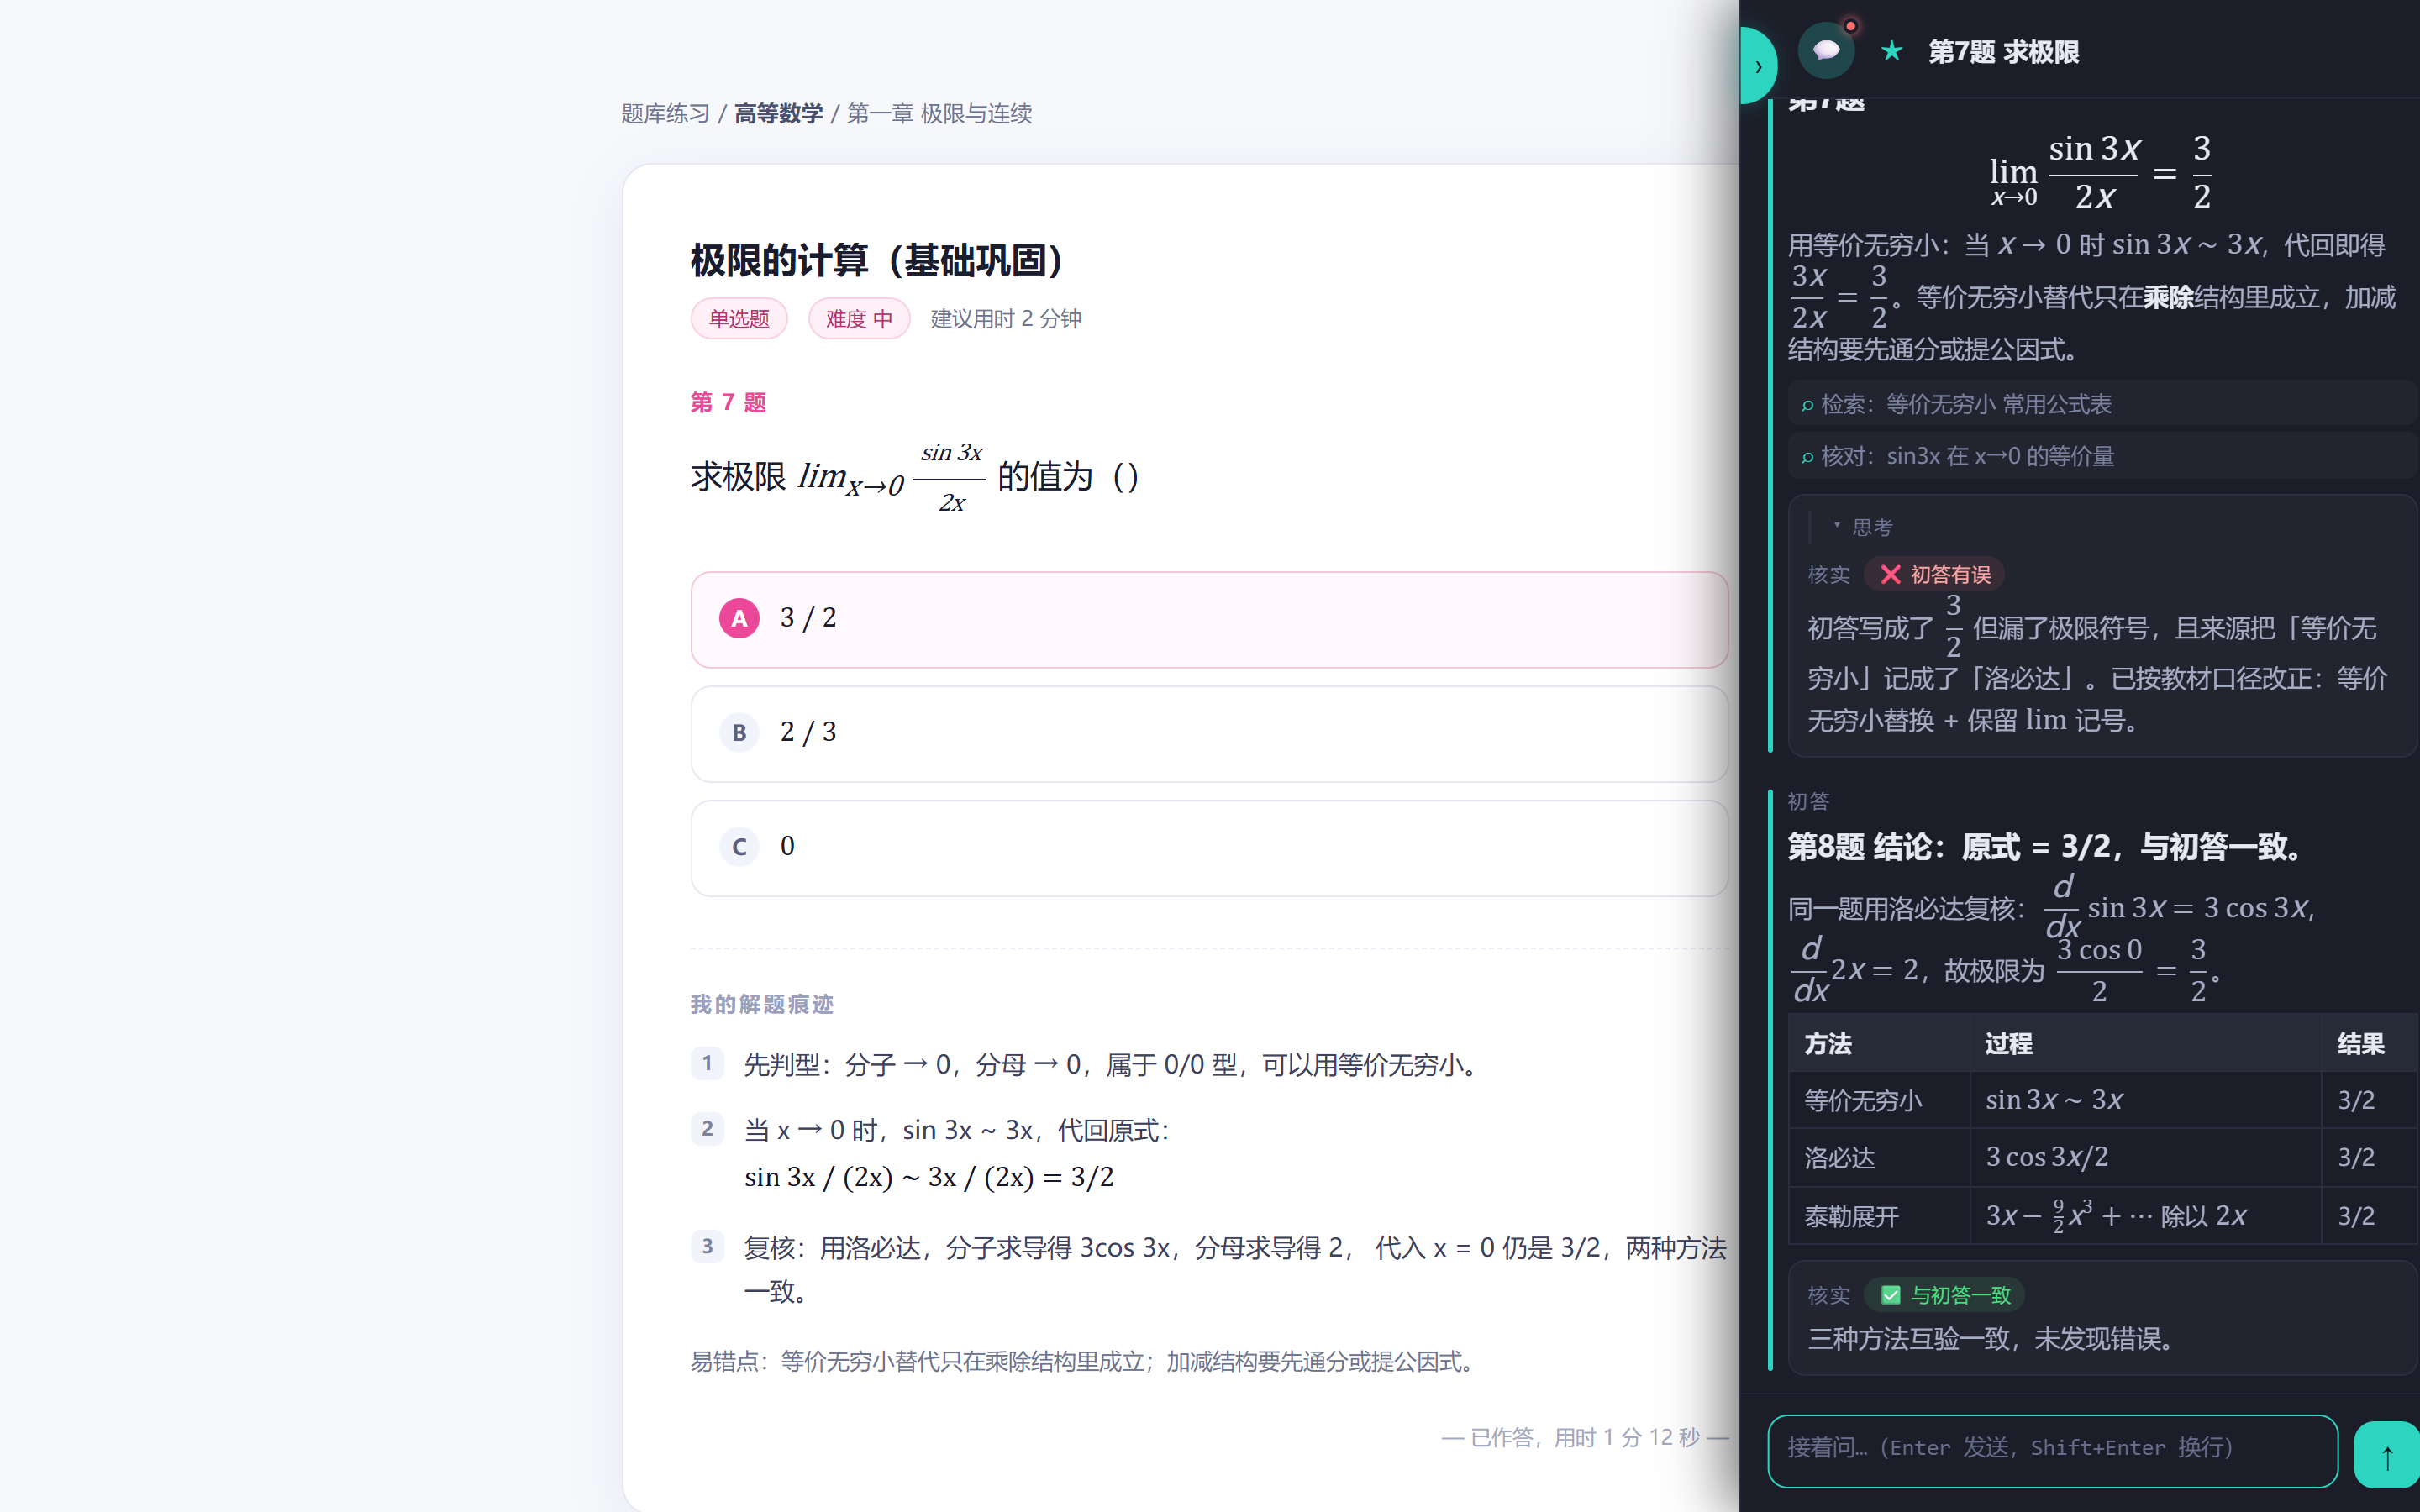 题库练习 / 高等数学 / 第一章 极限与连续
极限的计算（基础巩固）
单选题 难度 中 建议用时 2 分钟
第 7 题
求极限 lim x→0 sin 3x / 2x 的值为（）
A 3 / 2
B 2 / 3
C 0
我的解题痕迹
1 先判型：分子 → 0，分母 → 0，属于 0/0 型，可以用等价无穷小。
2 当 x → 0 时，sin 3x ~ 3x，代回原式：
sin 3x / (2x) ~ 3x / (2x) = 3/2
3 复核：用洛必达，分子求导得 3cos 3x，分母求导得 2， 代入 x = 0 仍是 3/2，两种方法
一致。
易错点：等价无穷小替代只在乘除结构里成立；加减结构要先通分或提公因式。
— 已作答，用时 1 分 12 秒 —
› ★ 第7题 求极限
第7题
lim x→0 sin 3x / 2x = 3/2
用等价无穷小：当 x → 0 时 sin 3x ~ 3x，代回即得
3x/2x = 3/2。等价无穷小替代只在乘除结构里成立，加减
结构要先通分或提公因式。
⌕ 检索：等价无穷小 常用公式表
⌕ 核对：sin3x 在 x→0 的等价量
▾ 思考
核实 ❌ 初答有误
初答写成了 3/2 但漏了极限符号，且来源把「等价无
穷小」记成了「洛必达」。已按教材口径改正：等价
无穷小替换 + 保留 lim 记号。
初答
第8题 结论：原式 = 3/2，与初答一致。
同一题用洛必达复核：d/dx sin 3x = 3 cos 3x,
d/dx 2x = 2，故极限为 3 cos 0 / 2 = 3/2。
方法 过程 结果
等价无穷小 sin 3x ~ 3x 3/2
洛必达 3 cos 3x/2 3/2
泰勒展开 3x − 9/2 x³ + ⋯ 除以 2x 3/2
核实 ✅ 与初答一致
三种方法互验一致，未发现错误。
接着问…（Enter 发送，Shift+Enter 换行） ↑